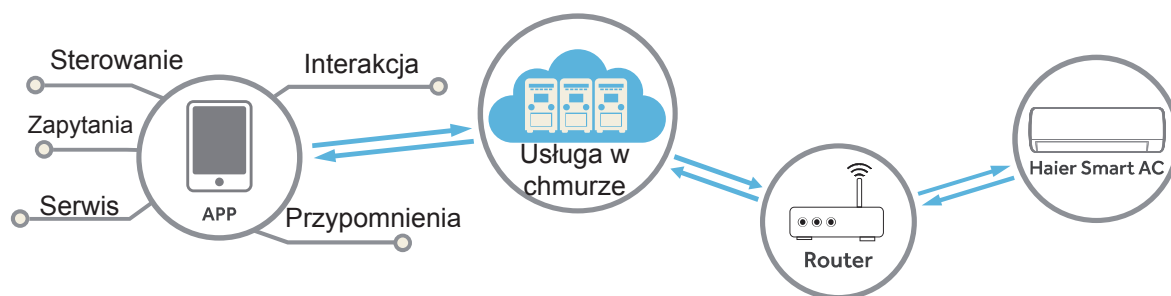 Sterowanie
Interakcja
Zapytania
Serwis
APP
Przypomnienia
Usługa w
chmurze
Router
Haier Smart AC